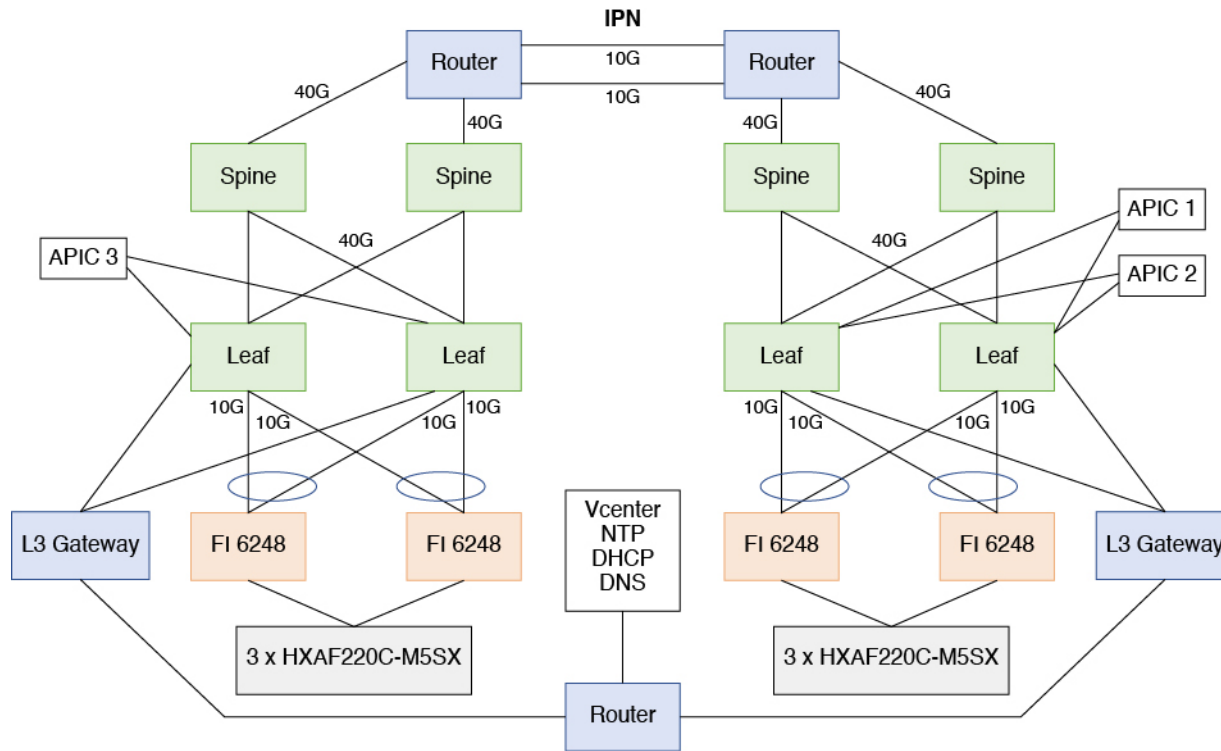 IPN
Router
10G
10G
Router
40G
40G
40G
40G
Spine
Spine
Spine
Spine
APIC 3
40G
40G
APIC 1
APIC 2
Leaf
Leaf
Leaf
Leaf
10G
10G
10G
10G
10G
10G
10G
10G
L3 Gateway
FI 6248
FI 6248
Vcenter
NTP
DHCP
DNS
FI 6248
FI 6248
L3 Gateway
3 x HXAF220C-M5SX
3 x HXAF220C-M5SX
Router